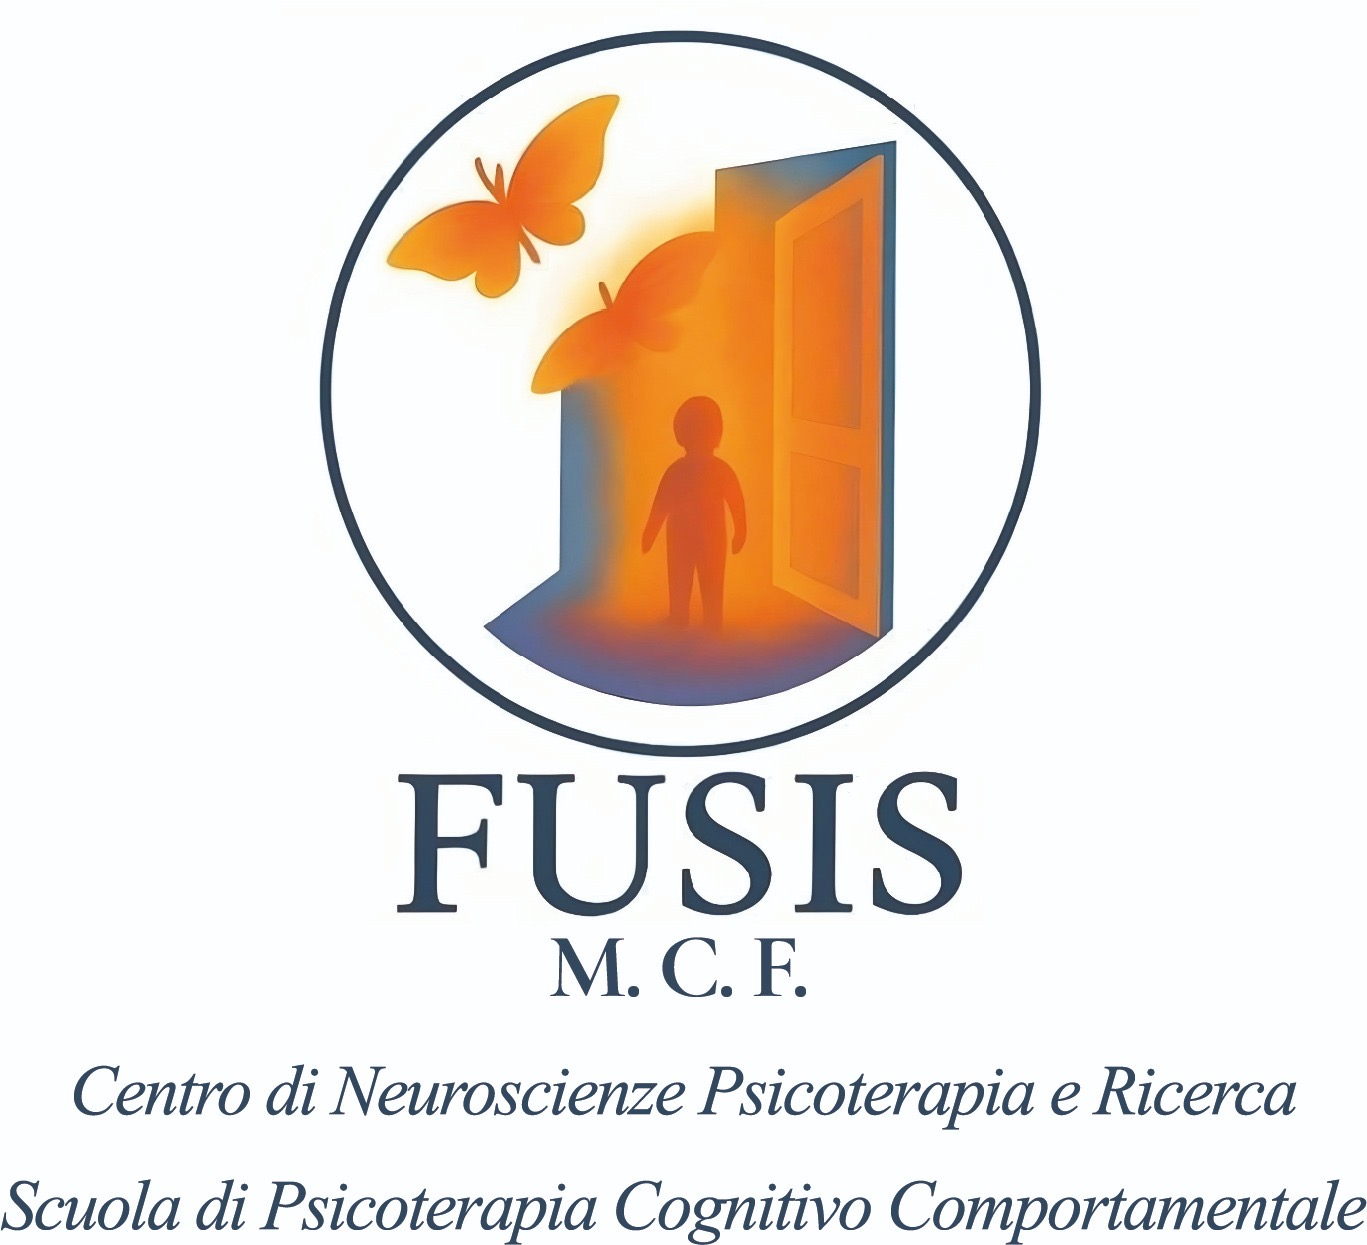 FUSIS
M. C. F.
Centro di Neuroscienze Psicoterapia e Ricerca
Scuola di Psicoterapia Cognitivo Comportamentale